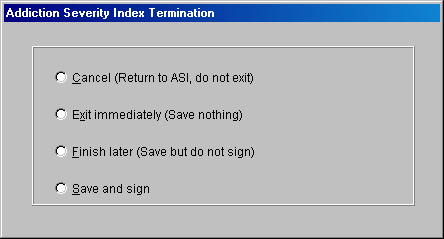 Addiction Severity Index Termination
Cancel (Return to ASI, do not exit)
Exit immediately (Save nothing)
Finish later (Save but do not sign)
Save and sign